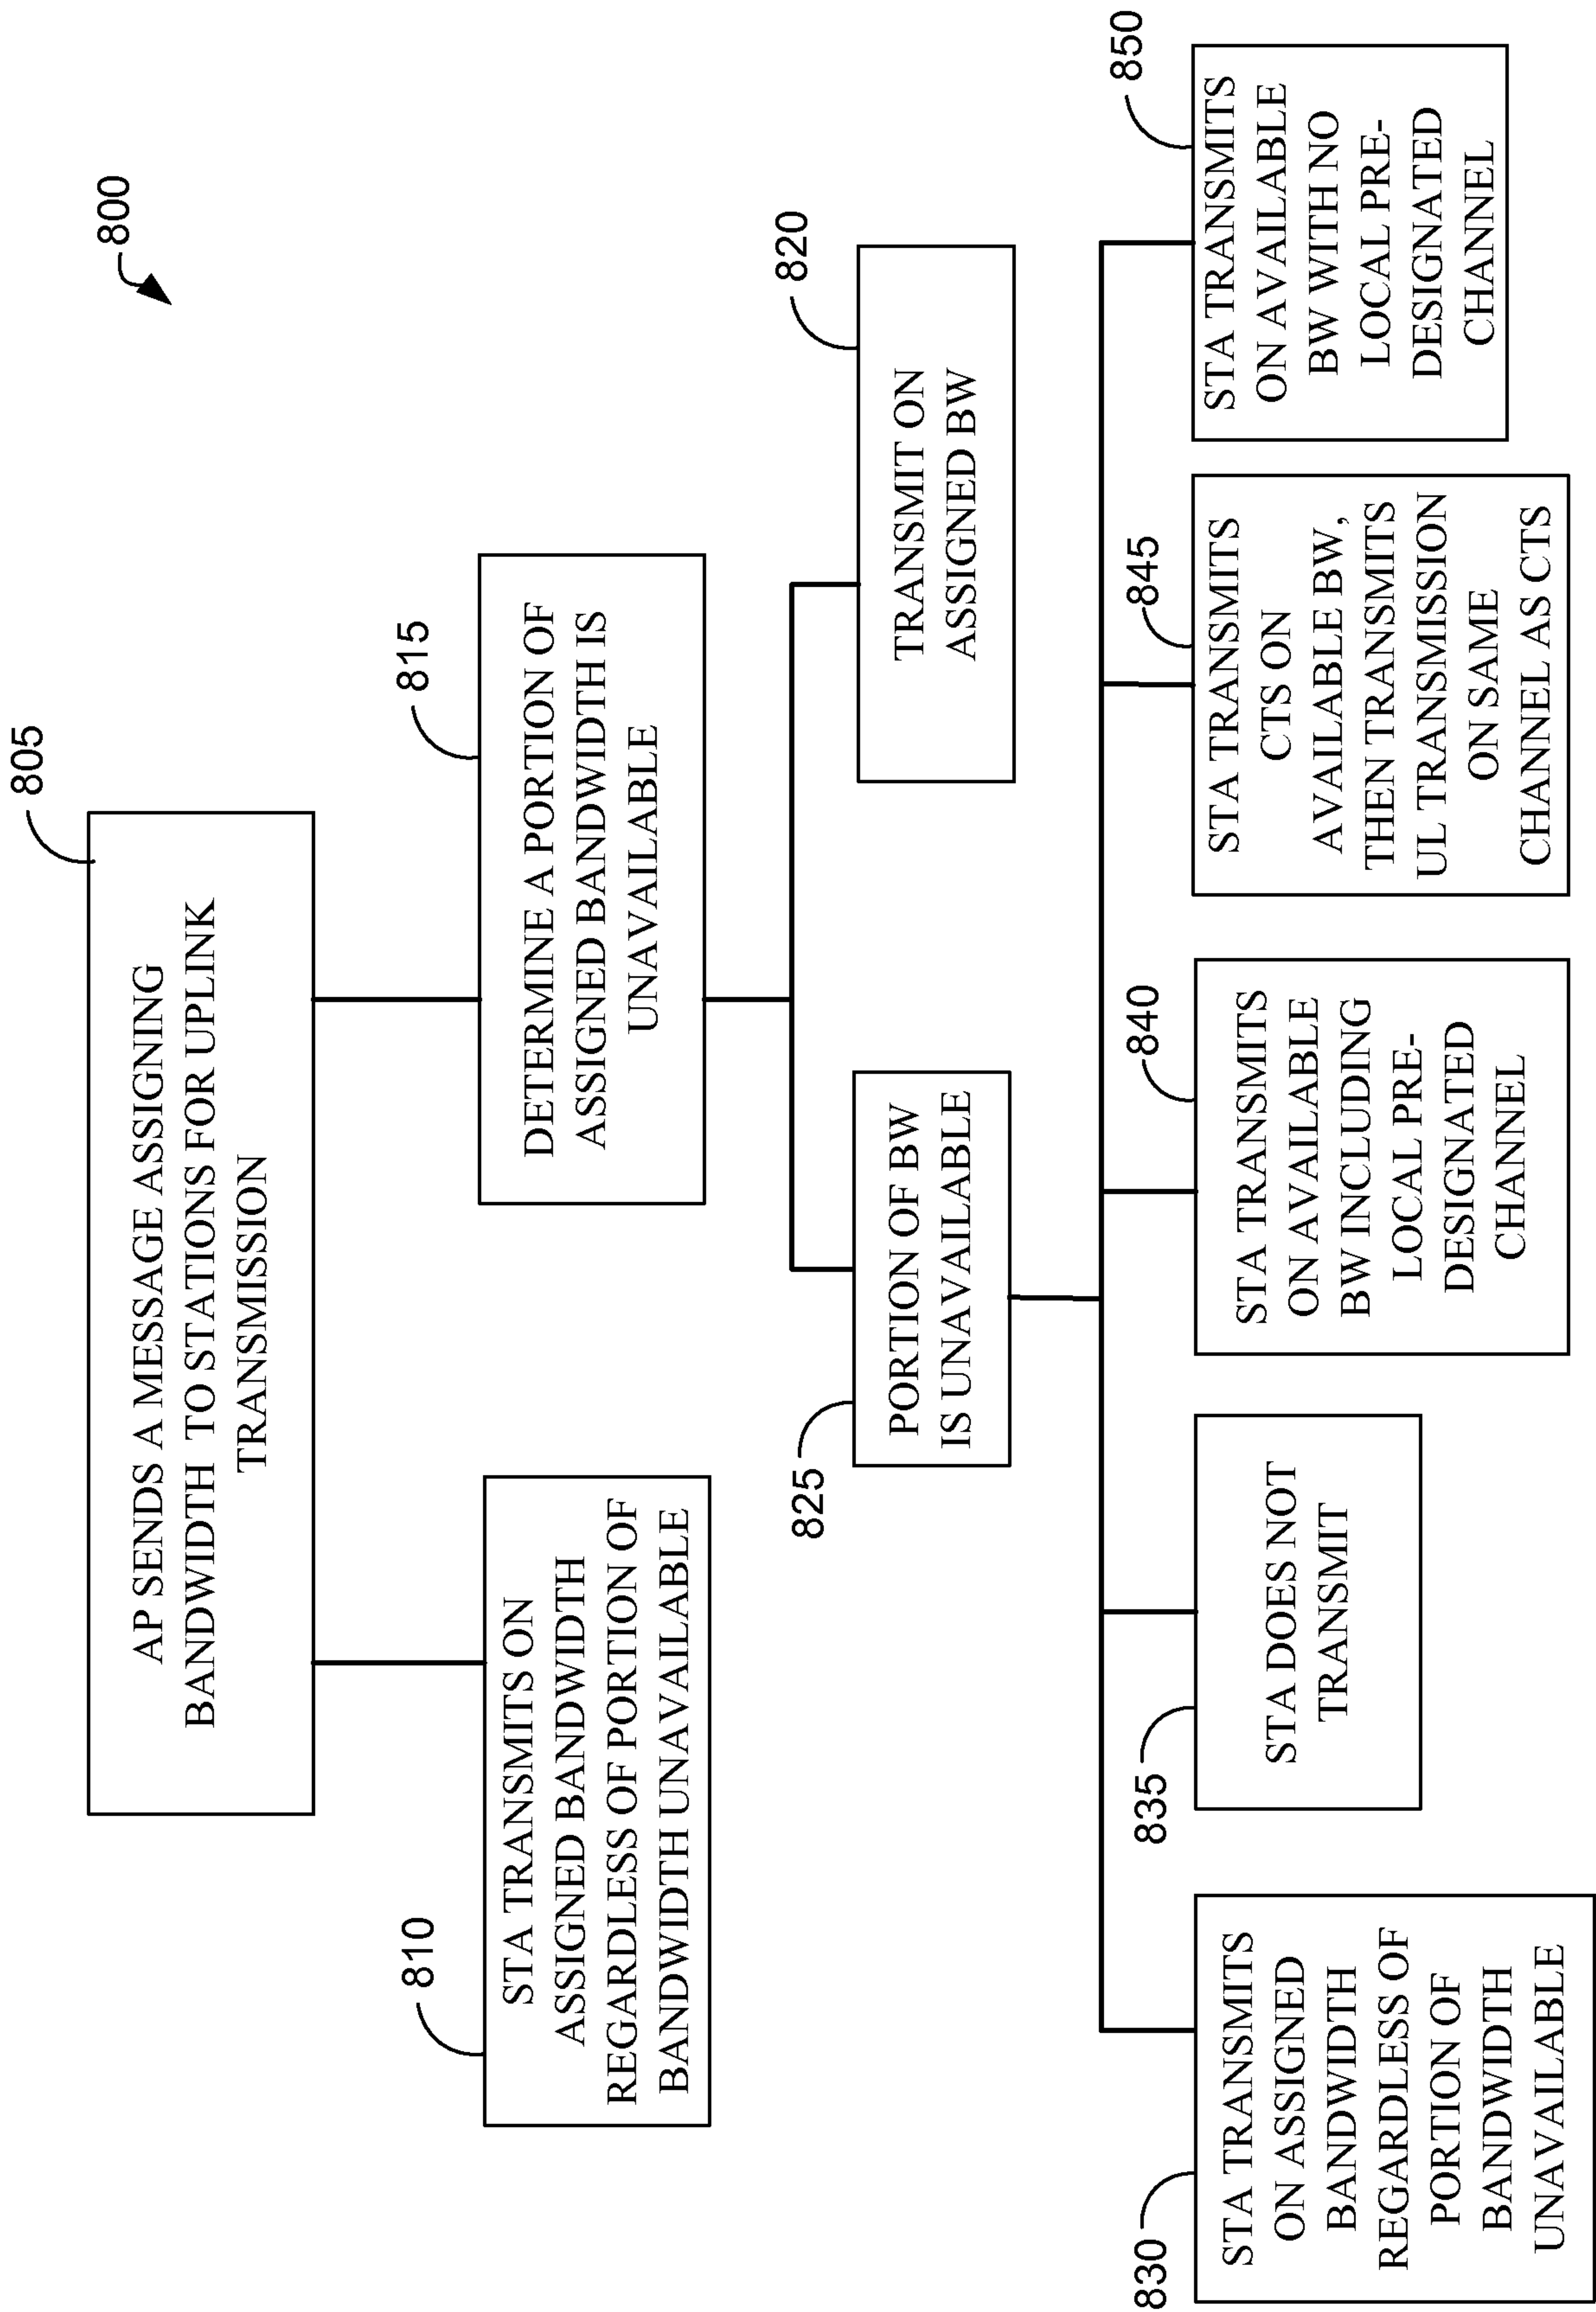 800
805
AP SENDS A MESSAGE ASSIGNING
BANDWIDTH TO STATIONS FOR UPLINK
TRANSMISSION
810
STA TRANSMITS ON
ASSIGNED BANDWIDTH
REGARDLESS OF PORTION OF
BANDWIDTH UNAVAILABLE
815
DETERMINE A PORTION OF
ASSIGNED BANDWIDTH IS
UNAVAILABLE
825
PORTION OF BW
IS UNAVAILABLE
820
TRANSMIT ON
ASSIGNED BW
830
STA TRANSMITS
ON ASSIGNED
BANDWIDTH
REGARDLESS OF
PORTION OF
BANDWIDTH
UNAVAILABLE
835
STA DOES NOT
TRANSMIT
840
STA TRANSMITS
ON AVAILABLE
BW INCLUDING
LOCAL PRE-
DESIGNATED
CHANNEL
845
STA TRANSMITS
CTS ON
AVAILABLE BW,
THEN TRANSMITS
UL TRANSMISSION
ON SAME
CHANNEL AS CTS
850
STA TRANSMITS
ON AVAILABLE
BW WITH NO
LOCAL PRE-
DESIGNATED
CHANNEL